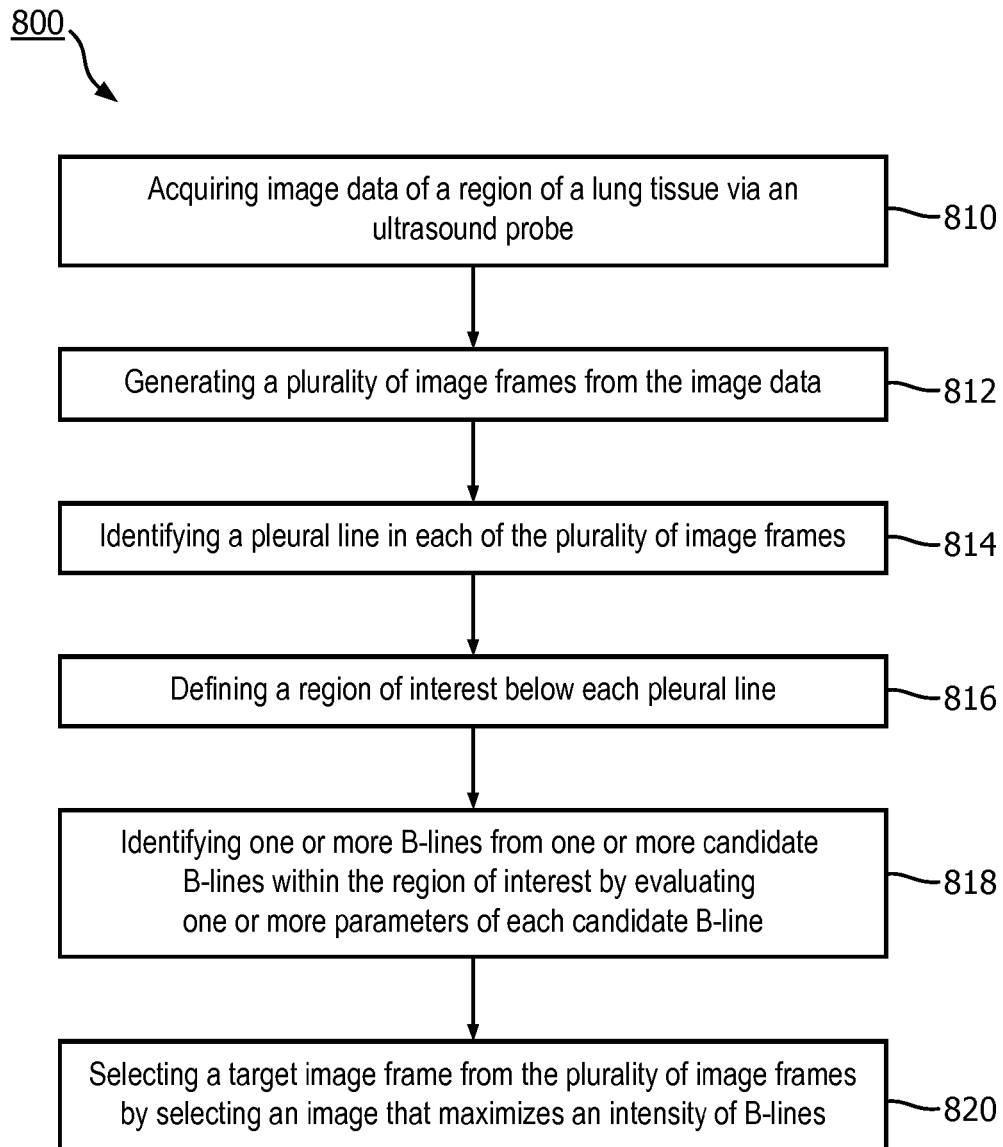 800
Acquiring image data of a region of a lung tissue via an
ultrasound probe
810
Generating a plurality of image frames from the image data
812
Identifying a pleural line in each of the plurality of image frames
814
Defining a region of interest below each pleural line
816
Identifying one or more B-lines from one or more candidate
B-lines within the region of interest by evaluating
one or more parameters of each candidate B-line
818
Selecting a target image frame from the plurality of image frames
by selecting an image that maximizes an intensity of B-lines
820